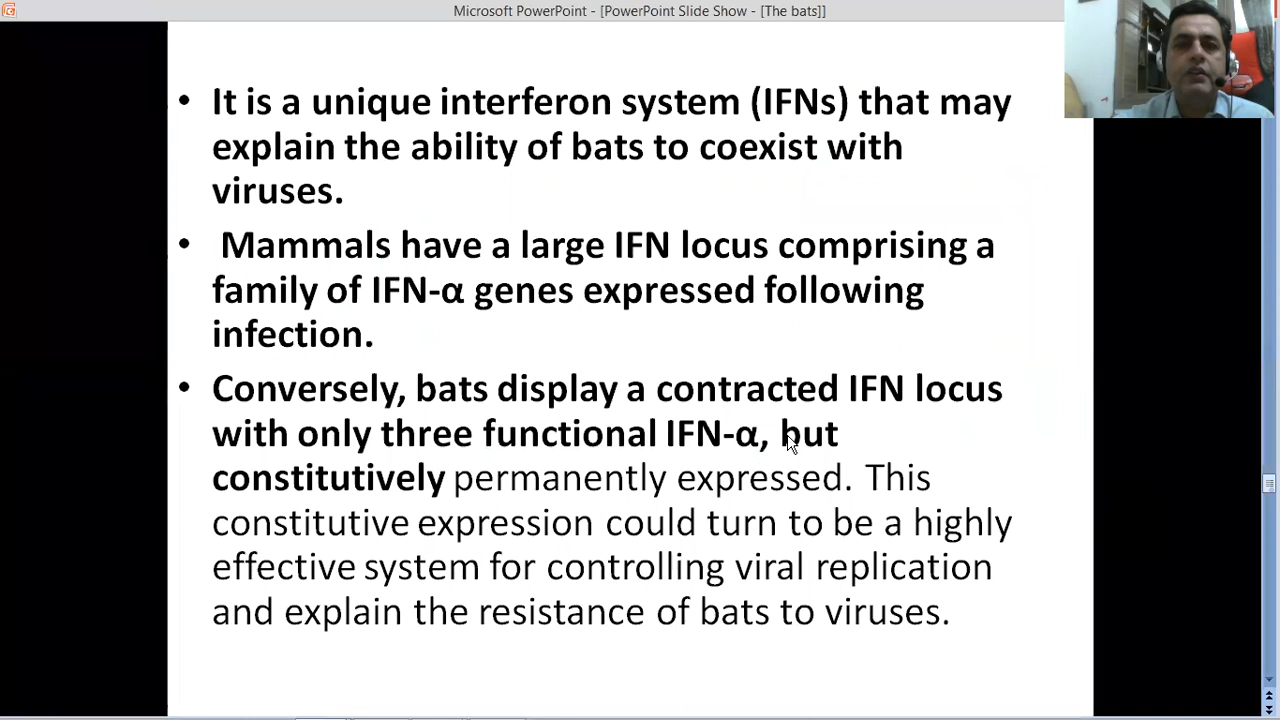 Microsoft PowerPoint - [PowerPoint Slide Show - [The bats]]
• It is a unique interferon system (IFNs) that may
explain the ability of bats to coexist with
viruses.
• Mammals have a large IFN locus comprising a
family of IFN-α genes expressed following
infection.
• Conversely, bats display a contracted IFN locus
with only three functional IFN-α, but
constitutively permanently expressed. This
constitutive expression could turn to be a highly
effective system for controlling viral replication
and explain the resistance of bats to viruses.